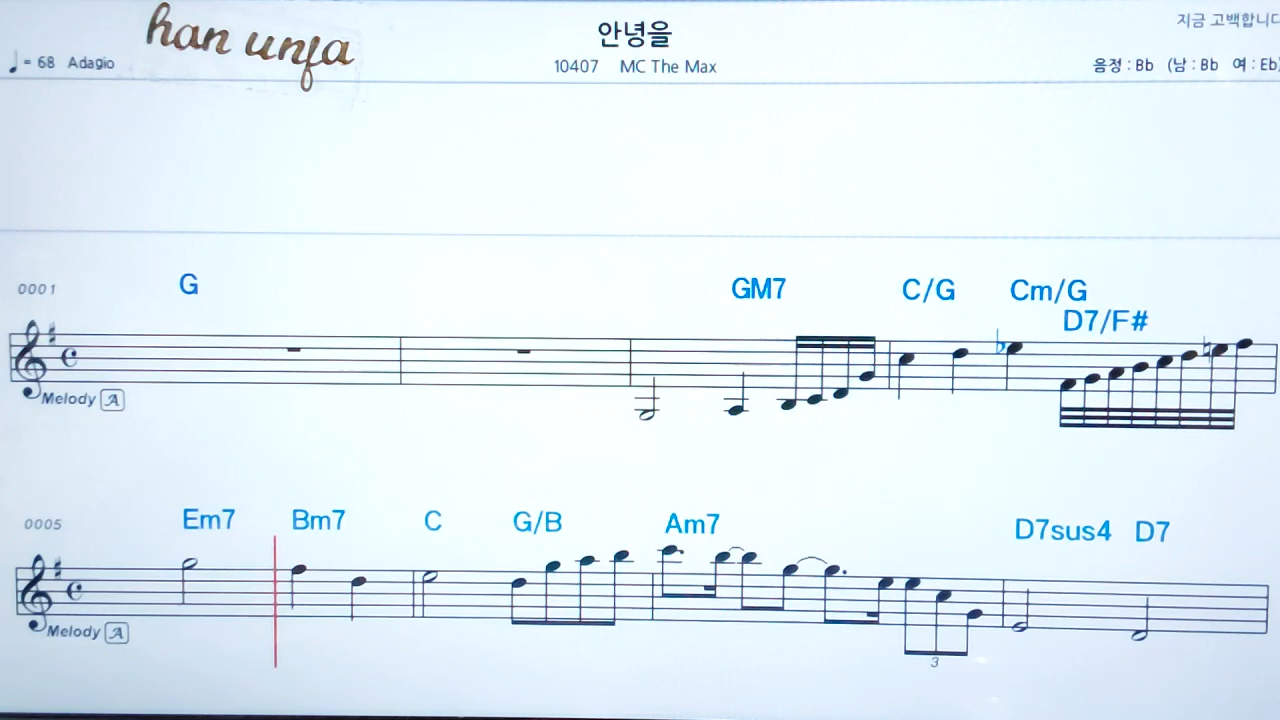 han unfa
안녕을
지금 고백합니다
♩= 68 Adagio
10407 MC The Max
음정 : Bb (남 : Bb 여 : Eb)
0001
G GM7 C/G Cm/G
D7/F#
Melody A
0005
Em7 Bm7 C G/B Am7 D7sus4 D7
Melody A
3